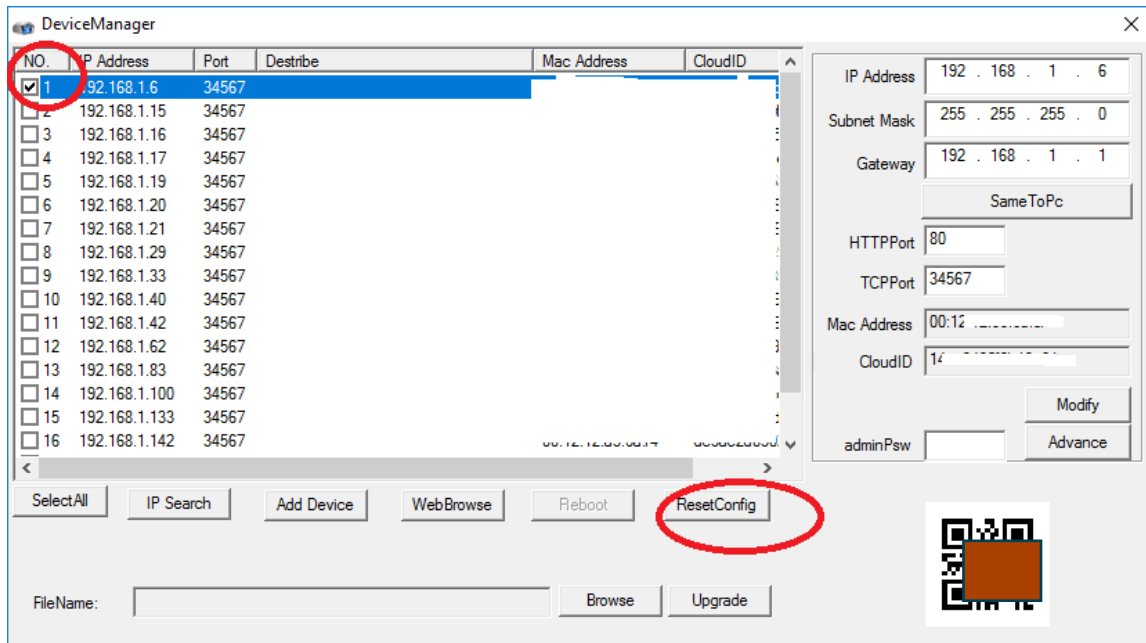 DeviceManager
NO. IP Address Port Destribe Mac Address CloudID
1 192.168.1.6 34567
2 192.168.1.15 34567
3 192.168.1.16 34567
4 192.168.1.17 34567
5 192.168.1.19 34567
6 192.168.1.20 34567
7 192.168.1.21 34567
8 192.168.1.29 34567
9 192.168.1.33 34567
10 192.168.1.40 34567
11 192.168.1.42 34567
12 192.168.1.62 34567
13 192.168.1.83 34567
14 192.168.1.100 34567
15 192.168.1.133 34567
16 192.168.1.142 34567
IP Address 192 . 168 . 1 . 6
Subnet Mask 255 . 255 . 255 . 0
Gateway 192 . 168 . 1 . 1
SameToPc
HTTPPort 80
TCPPort 34567
Mac Address 00:12
CloudID
Modify
adminPsw Advance
SelectAll IP Search Add Device WebBrowse Reboot ResetConfig
FileName: Browse Upgrade